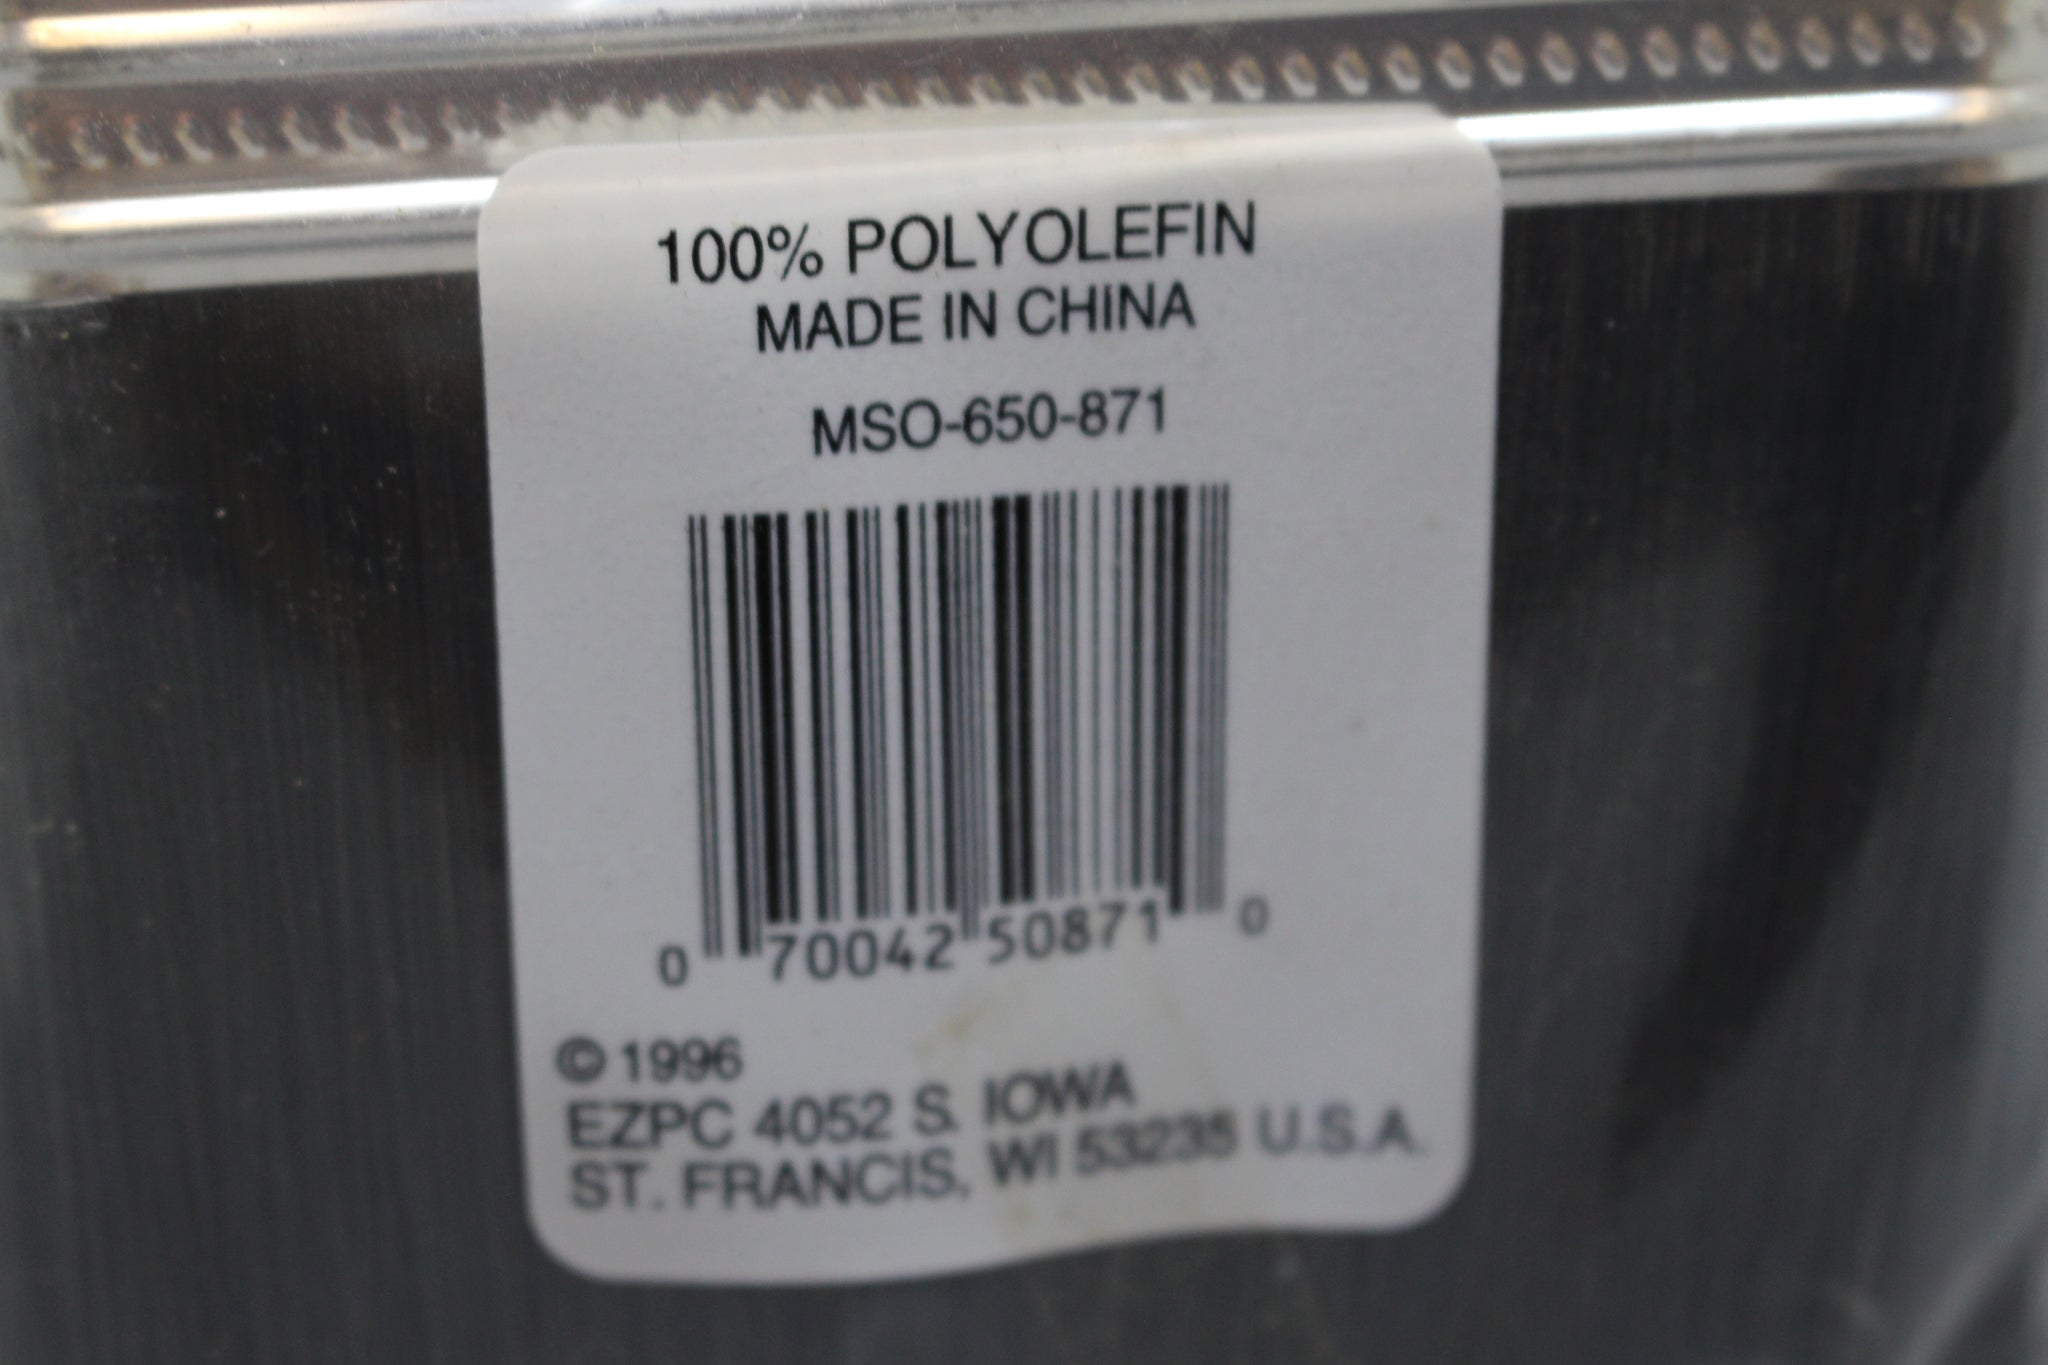 100% POLYOLEFIN
MADE IN CHINA
MSO-650-871
0 70042 50871 0
© 1996
EZPC 4052 S. IOWA
ST. FRANCIS, WI 53235 U.S.A.